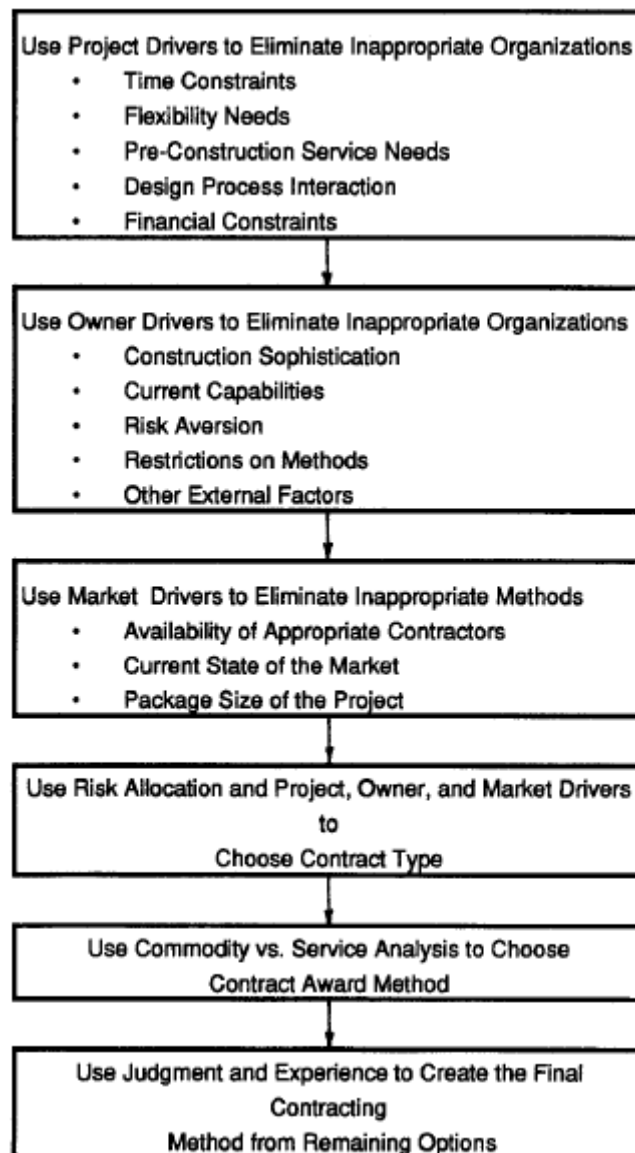 Use Project Drivers to Eliminate Inappropriate Organizations
• Time Constraints
• Flexibility Needs
• Pre-Construction Service Needs
• Design Process Interaction
• Financial Constraints
Use Owner Drivers to Eliminate Inappropriate Organizations
• Construction Sophistication
• Current Capabilities
• Risk Aversion
• Restrictions on Methods
• Other External Factors
Use Market Drivers to Eliminate Inappropriate Methods
• Availability of Appropriate Contractors
• Current State of the Market
• Package Size of the Project
Use Risk Allocation and Project, Owner, and Market Drivers
to
Choose Contract Type
Use Commodity vs. Service Analysis to Choose
Contract Award Method
Use Judgment and Experience to Create the Final
Contracting
Method from Remaining Options